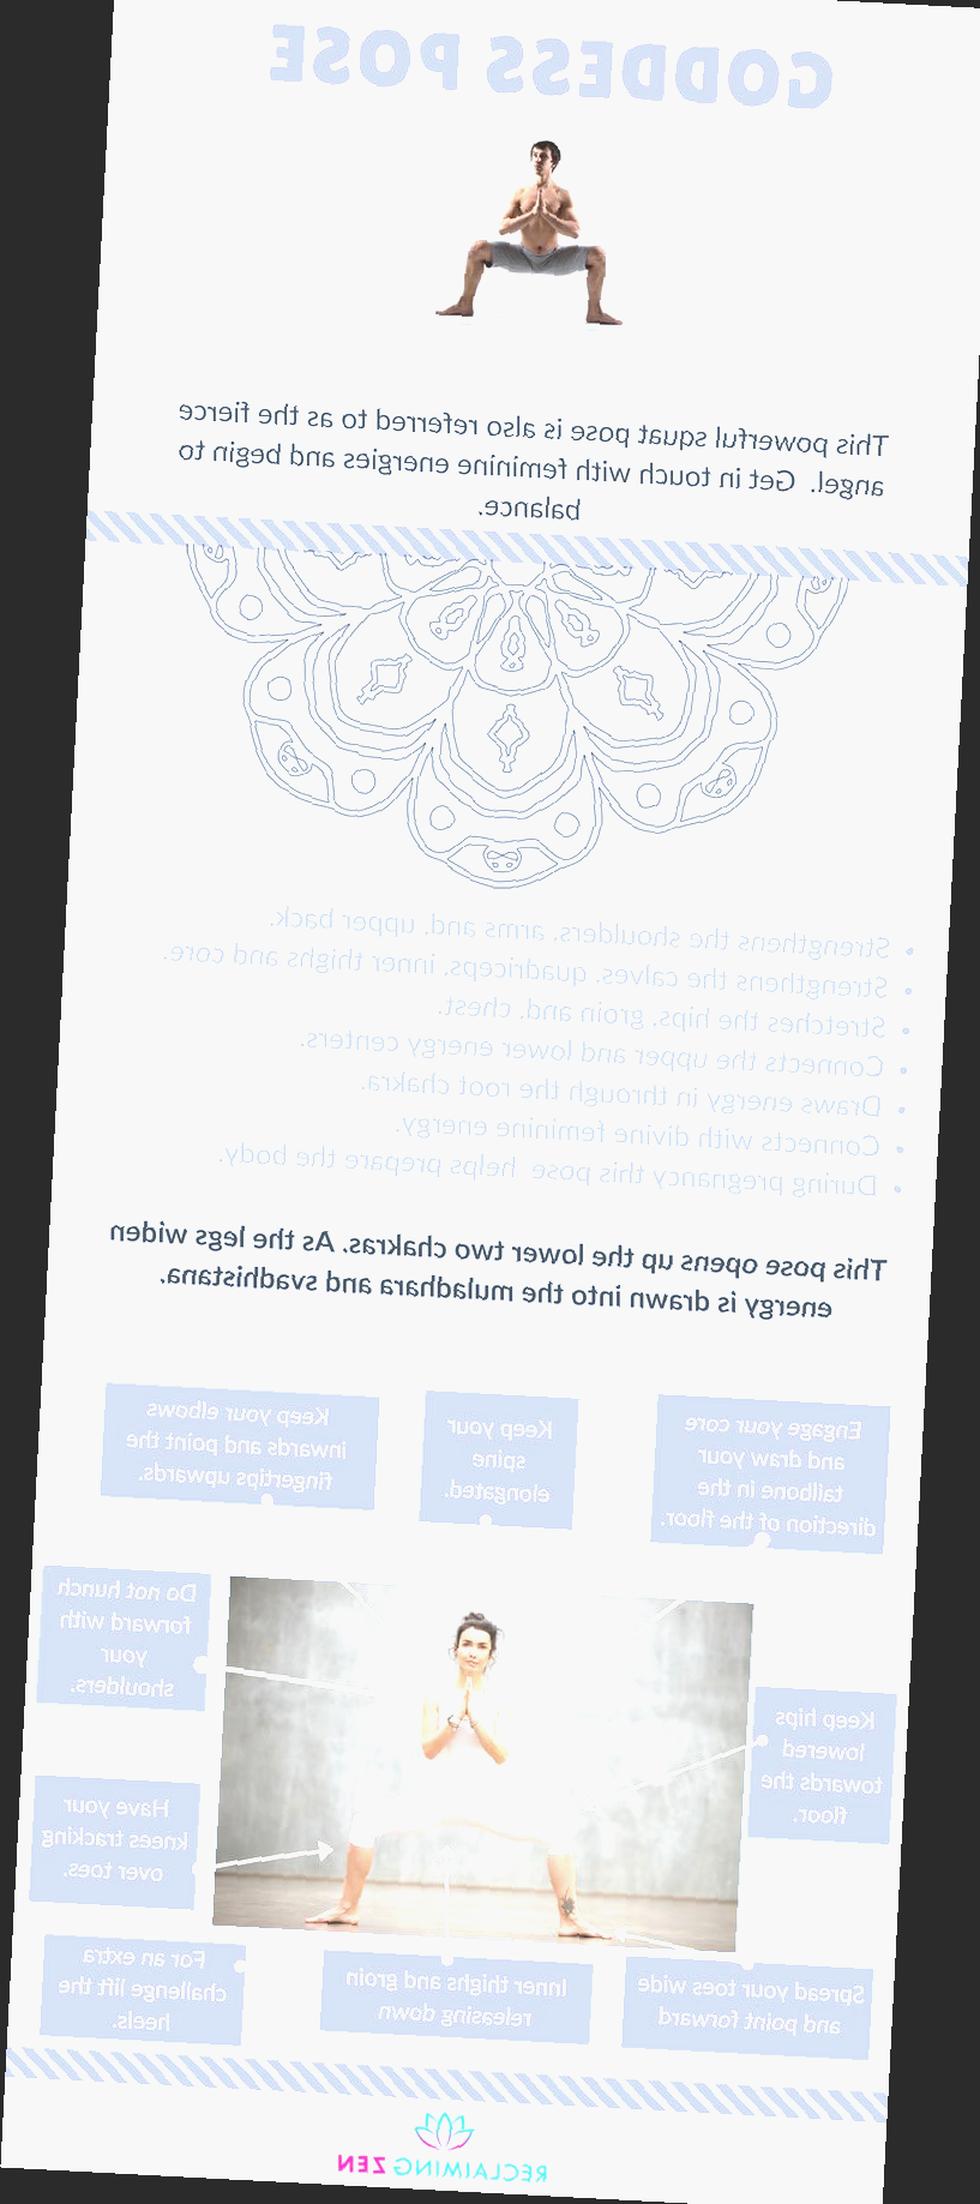 GODDESS POSE
This powerful squat pose is also referred to as the fierce
angel.  Get in touch with feminine energies and begin to
balance.
• Strengthens the shoulders, arms and, upper back.
• Strengthens the calves, quadriceps, inner thighs and core.
• Stretches the hips, groin and, chest.
• Connects the upper and lower energy centers.
• Draws energy in through the root chakra.
• Connects with divine feminine energy.
• During pregnancy this pose  helps prepare the body.
This pose opens up the lower two chakras. As the legs widen
energy is drawn into the muladhara and svadhistana.
Engage your core
and draw your
tailbone in the
direction of the floor.
Keep your
spine
elongated.
Keep your elbows
inwards and point the
fingertips upwards.
Do not hunch
forward with
your
shoulders.
Keep hips
lowered
towards the
floor.
Have your
knees tracking
over toes.
Spread your toes wide
and point forward
Inner thighs and groin
releasing down
For an extra
challenge lift the
heels.
RECLAIMING ZEN